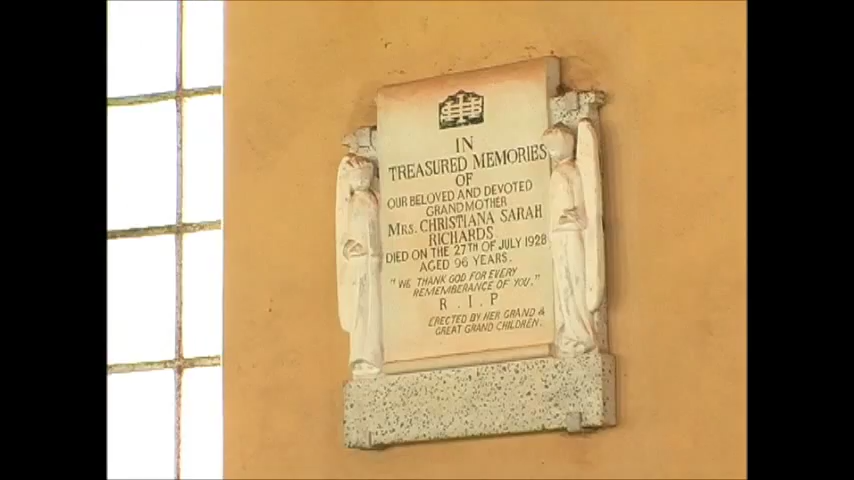 IHS
IN
TREASURED MEMORIES
OF
OUR BELOVED AND DEVOTED
GRANDMOTHER
MRS. CHRISTIANA SARAH
RICHARDS
DIED ON THE 27TH OF JULY 1928
AGED 96 YEARS.
"WE THANK GOD FOR EVERY
REMEMBERANCE OF YOU."
R.I.P
ERECTED BY HER GRAND &
GREAT GRAND CHILDREN.